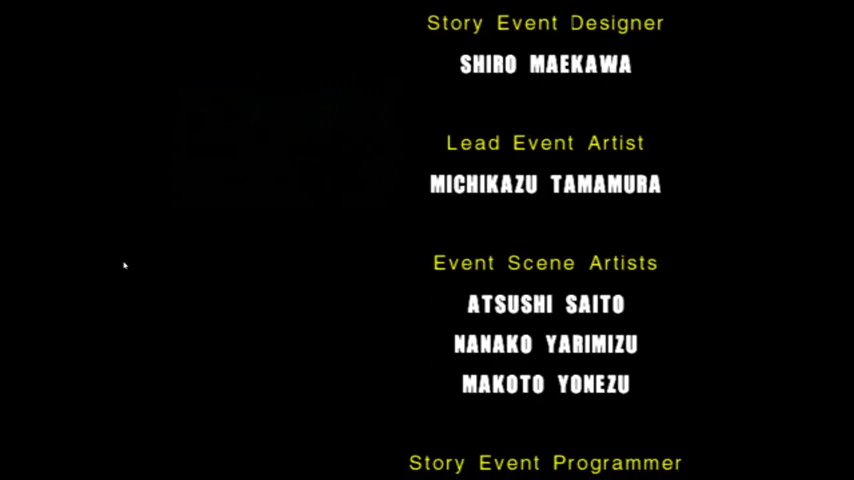 Story Event Designer
SHIRO MAEKAWA
Lead Event Artist
MICHIKAZU TAMAMURA
Event Scene Artists
ATSUSHI SAITO
NANAKO YARIMIZU
MAKOTO YONEZU
Story Event Programmer